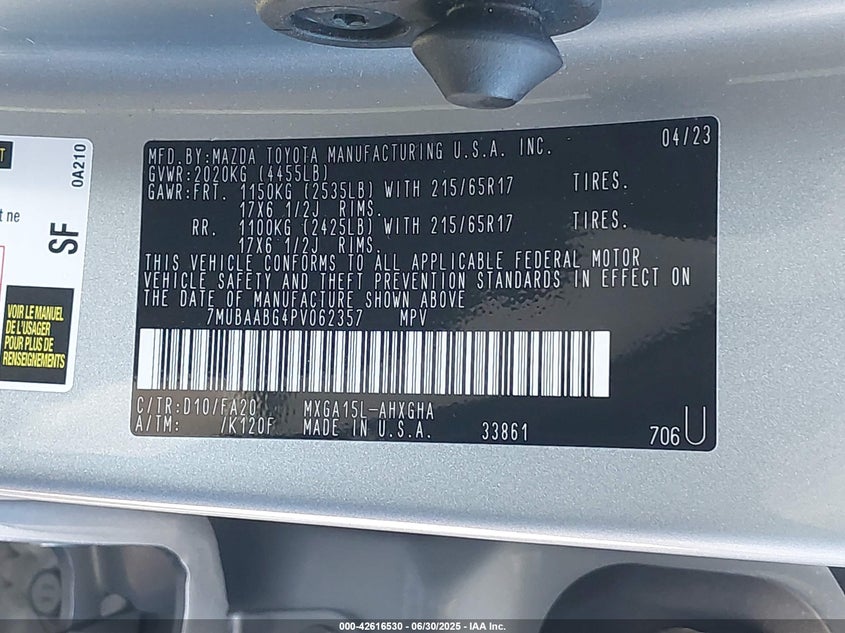 MFD.BY:MAZDA TOYOTA MANUFACTURING U.S.A. INC. 04/23
GVWR:2020KG (4455LB)
GAWR:FRT. 1150KG (2535LB) WITH 215/65R17 TIRES.
17X6 1/2J RIMS.
RR. 1100KG (2425LB) WITH 215/65R17 TIRES.
17X6 1/2J RIMS.
THIS VEHICLE CONFORMS TO ALL APPLICABLE FEDERAL MOTOR
VEHICLE SAFETY AND THEFT PREVENTION STANDARDS IN EFFECT ON
THE DATE OF MANUFACTURE SHOWN ABOVE
7MUBAABG4PV062357 MPV
C/TR:D10/FA20 MXGA15L-AHXGHA
A/TM: /K120F MADE IN U.S.A. 33861 706U
0A210
t ne
SF
VOIR LE MANUEL
DE L'USAGER
POUR PLUS DE
RENSEIGNEMENTS
000-42616530 - 06/30/2025 - IAA Inc.